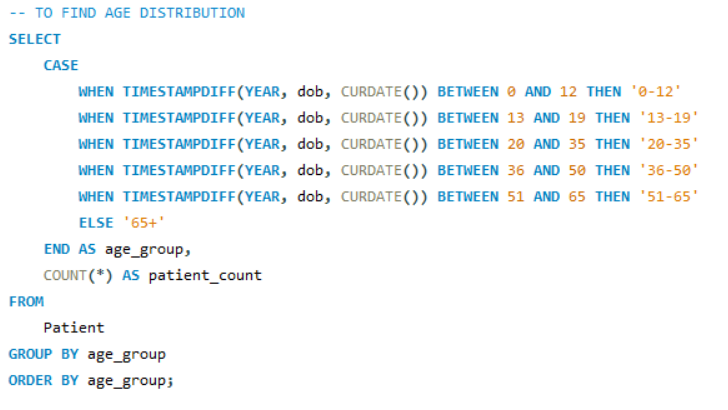 -- TO FIND AGE DISTRIBUTION
SELECT
    CASE
        WHEN TIMESTAMPDIFF(YEAR, dob, CURDATE()) BETWEEN 0 AND 12 THEN '0-12'
        WHEN TIMESTAMPDIFF(YEAR, dob, CURDATE()) BETWEEN 13 AND 19 THEN '13-19'
        WHEN TIMESTAMPDIFF(YEAR, dob, CURDATE()) BETWEEN 20 AND 35 THEN '20-35'
        WHEN TIMESTAMPDIFF(YEAR, dob, CURDATE()) BETWEEN 36 AND 50 THEN '36-50'
        WHEN TIMESTAMPDIFF(YEAR, dob, CURDATE()) BETWEEN 51 AND 65 THEN '51-65'
        ELSE '65+'
    END AS age_group,
    COUNT(*) AS patient_count
FROM
    Patient
GROUP BY age_group
ORDER BY age_group;